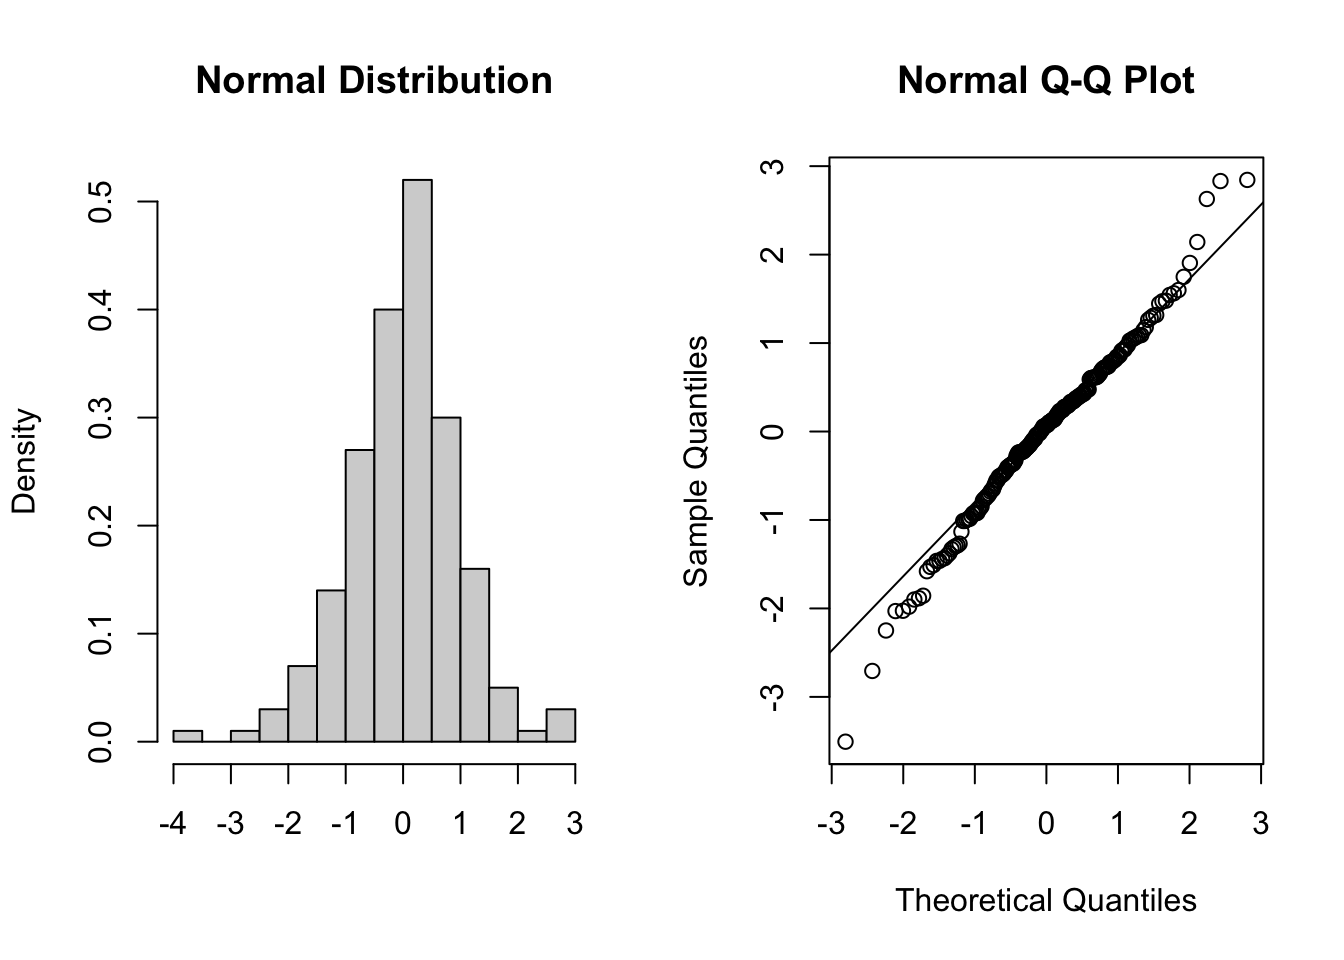 Normal Distribution
Density
0.5
0.4
0.3
0.2
0.1
0.0
-4 -3 -2 -1 0 1 2 3
Normal Q-Q Plot
Sample Quantiles
3
2
1
0
-1
-2
-3
-3 -2 -1 0 1 2 3
Theoretical Quantiles